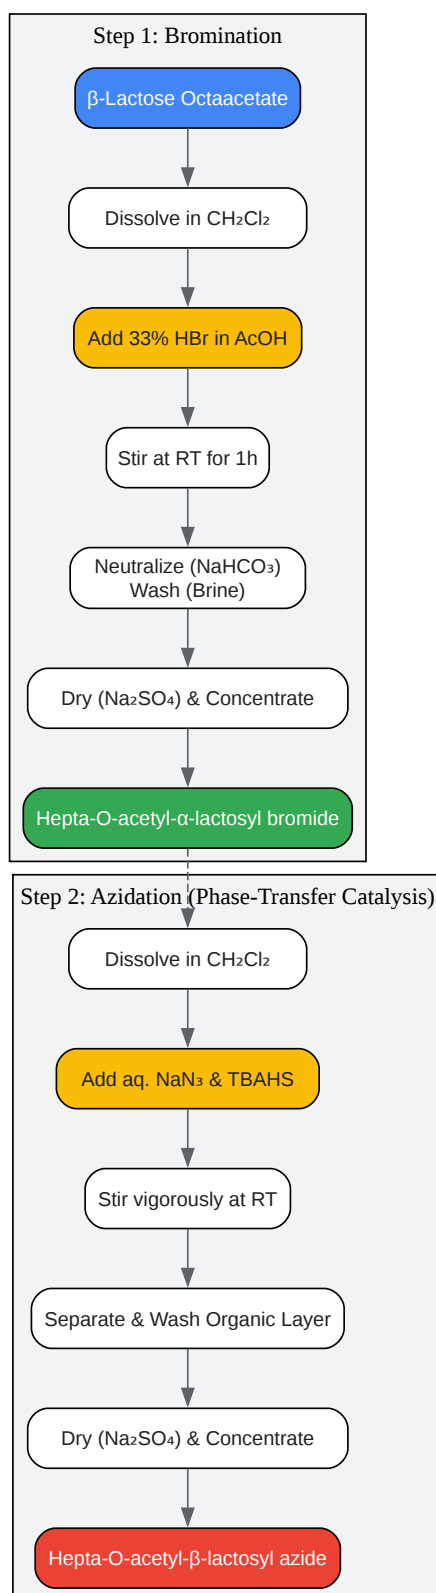 Step 1: Bromination
β-Lactose Octaacetate
Dissolve in CH₂Cl₂
Add 33% HBr in AcOH
Stir at RT for 1h
Neutralize (NaHCO₃)
Wash (Brine)
Dry (Na₂SO₄) & Concentrate
Hepta-O-acetyl-α-lactosyl bromide
Step 2: Azidation (Phase-Transfer Catalysis)
Dissolve in CH₂Cl₂
Add aq. NaN₃ & TBAHS
Stir vigorously at RT
Separate & Wash Organic Layer
Dry (Na₂SO₄) & Concentrate
Hepta-O-acetyl-β-lactosyl azide